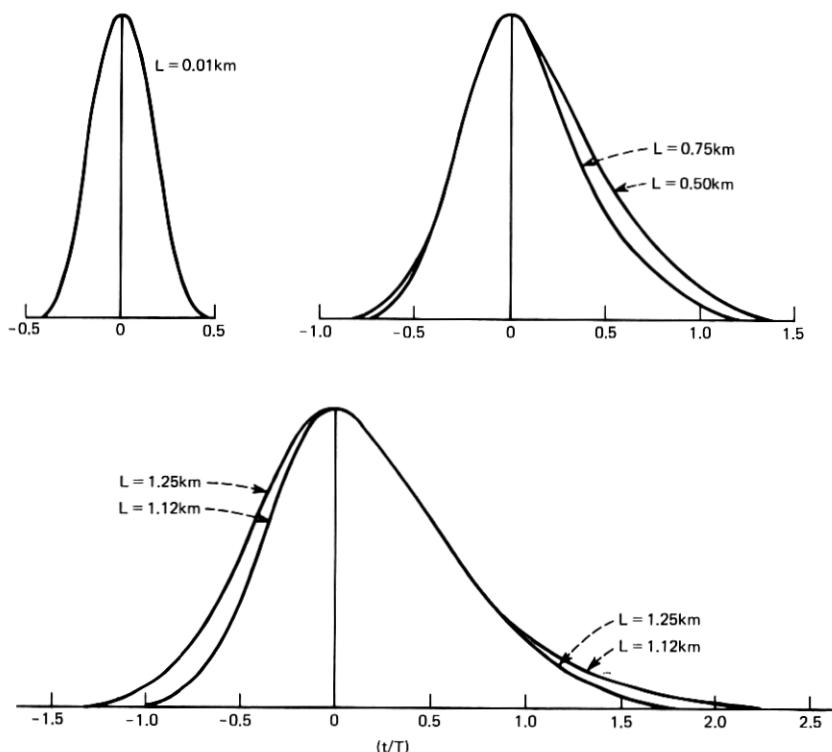 L = 0.01km
-0.5 0 0.5
L = 0.75km
L = 0.50km
-1.0 -0.5 0 0.5 1.0 1.5
L = 1.25km
L = 1.12km
L = 1.25km
L = 1.12km
-1.5 -1.0 -0.5 0 0.5 1.0 1.5 2.0 2.5
(t/T)